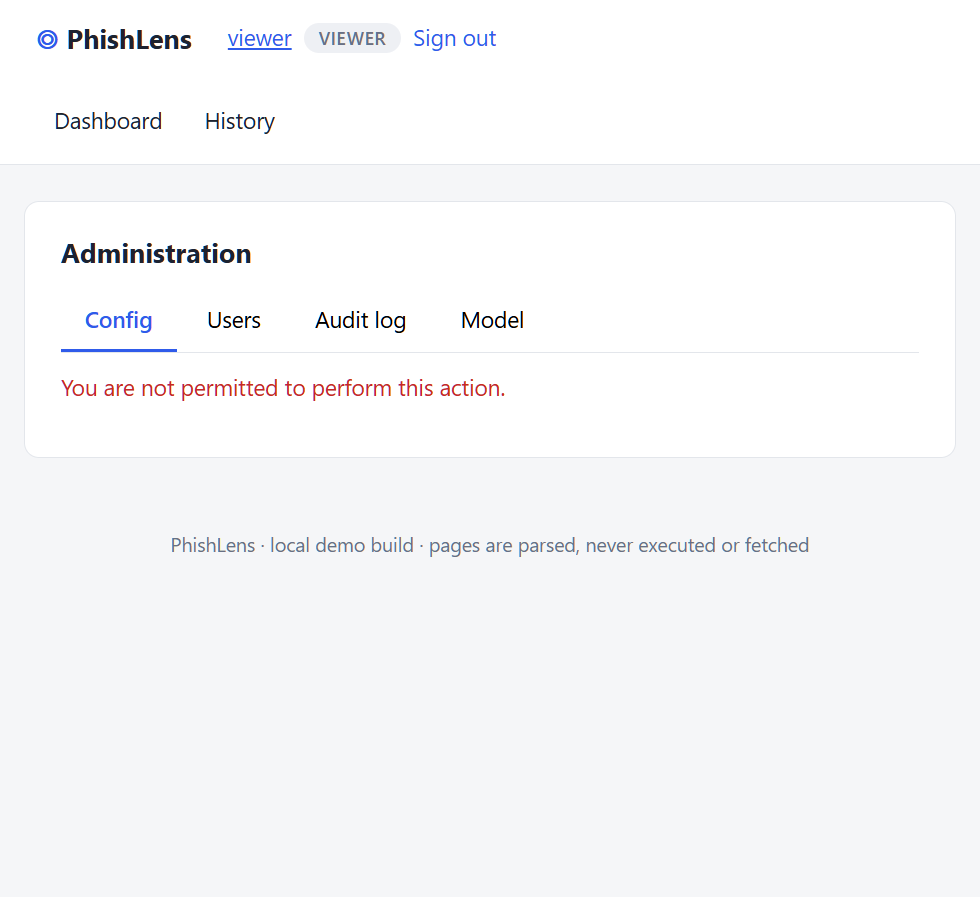 PhishLens viewer VIEWER Sign out
Dashboard History
Administration
Config Users Audit log Model
You are not permitted to perform this action.
PhishLens · local demo build · pages are parsed, never executed or fetched